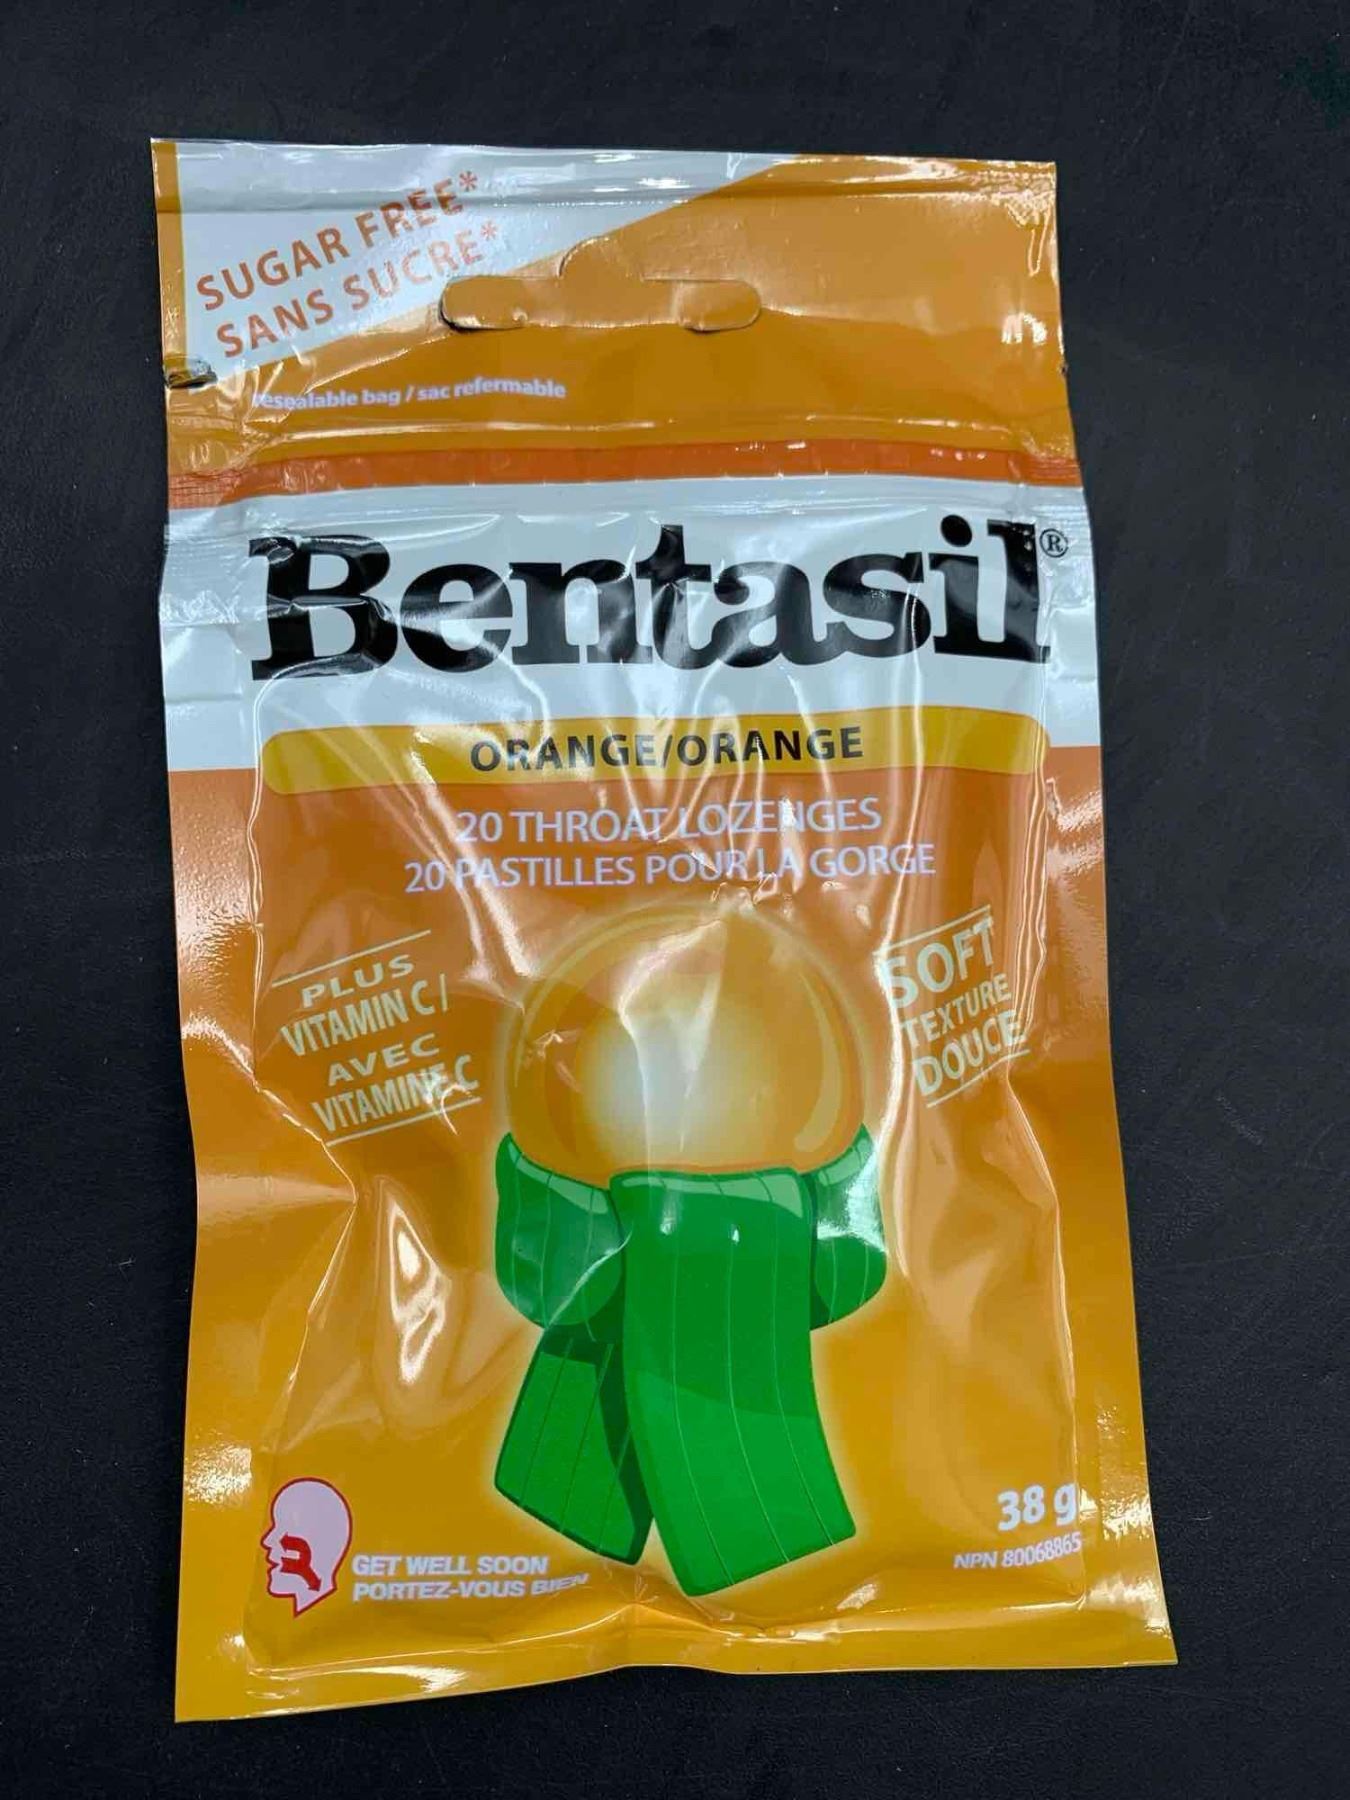 SUGAR FREE*
SANS SUCRE*
resealable bag / sac refermable
Bentasil®
ORANGE/ORANGE
20 THROAT LOZENGES
20 PASTILLES POUR LA GORGE
PLUS
VITAMIN C /
AVEC
VITAMINE C
SOFT
TEXTURE
DOUCE
GET WELL SOON
PORTEZ-VOUS BIEN
38 g
NPN 80068865